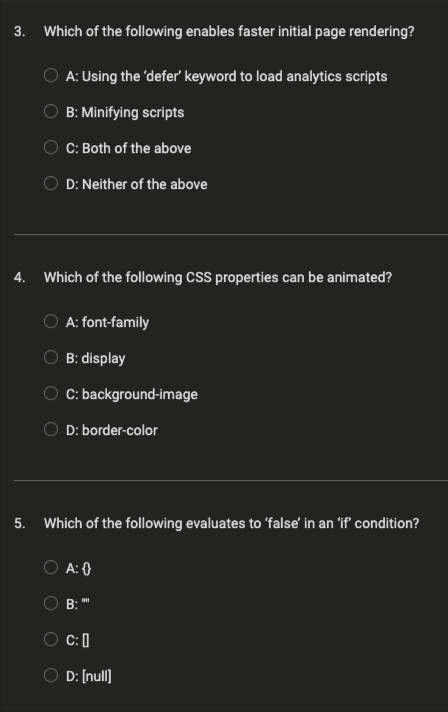 3. Which of the following enables faster initial page rendering?
A: Using the ‘defer’ keyword to load analytics scripts
B: Minifying scripts
C: Both of the above
D: Neither of the above
4. Which of the following CSS properties can be animated?
A: font-family
B: display
C: background-image
D: border-color
5. Which of the following evaluates to ‘false’ in an ‘if’ condition?
A: {}
B: ""
C: []
D: [null]